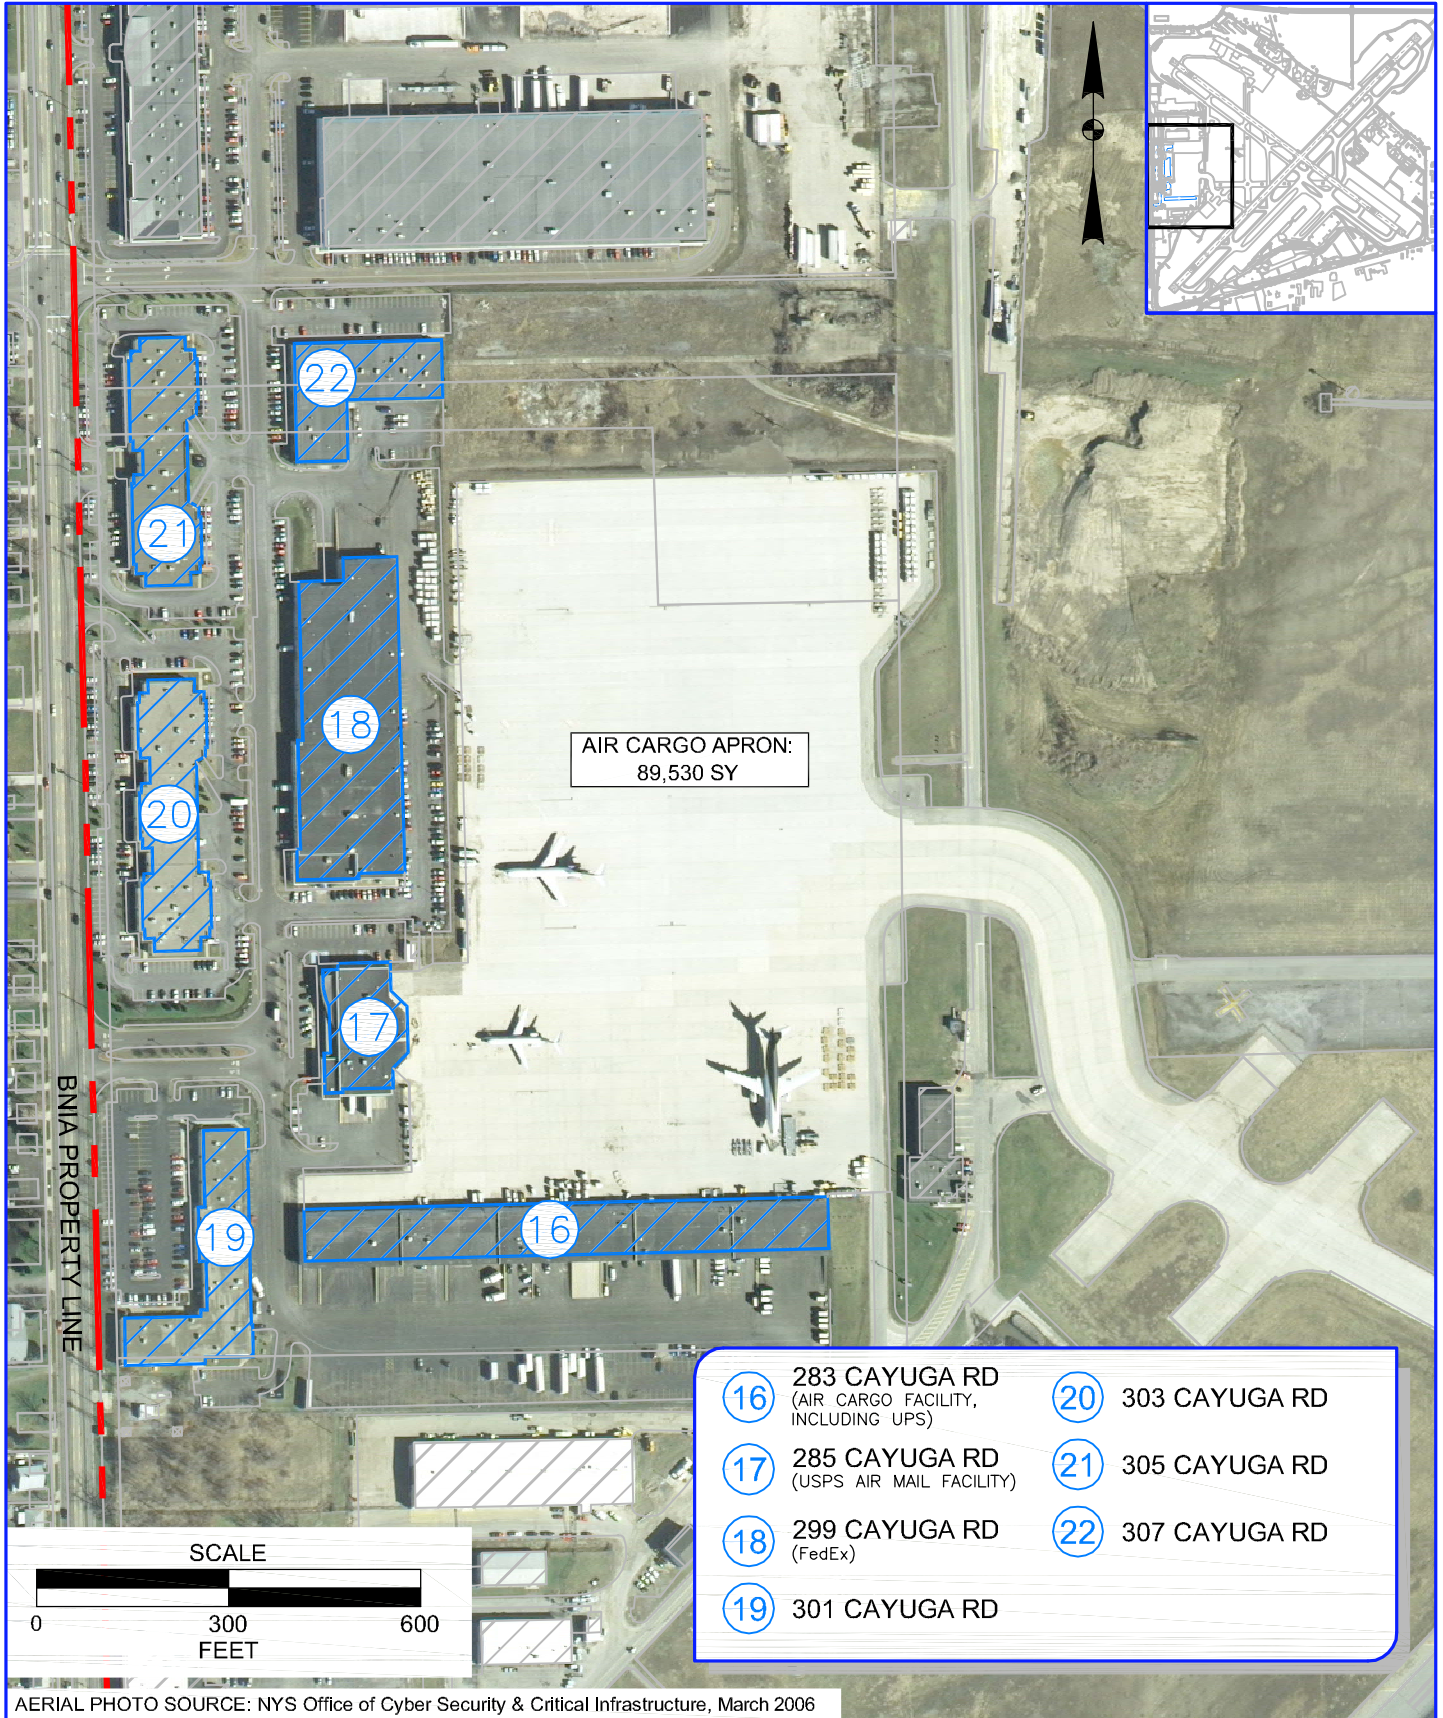 22
21
18
AIR CARGO APRON:
89,530 SY
20
17
BNIA PROPERTY LINE
19
16
16 283 CAYUGA RD
(AIR CARGO FACILITY,
INCLUDING UPS)
17 285 CAYUGA RD
(USPS AIR MAIL FACILITY)
18 299 CAYUGA RD
(FedEx)
19 301 CAYUGA RD
20 303 CAYUGA RD
21 305 CAYUGA RD
22 307 CAYUGA RD
SCALE
0 300 600
FEET
AERIAL PHOTO SOURCE: NYS Office of Cyber Security & Critical Infrastructure, March 2006